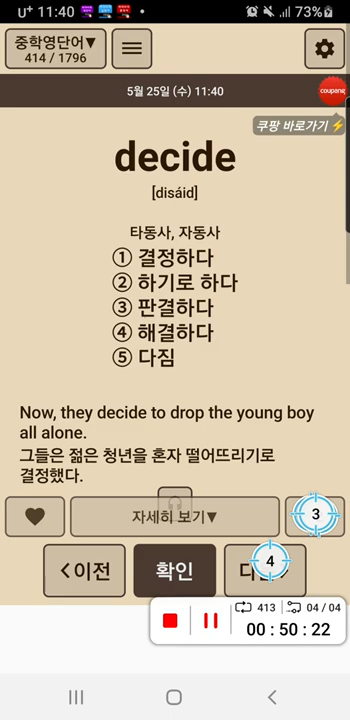 U+ 11:40 73%
중학영단어▼
414 / 1796
5월 25일 (수) 11:40
coupang
쿠팡 바로가기⚡
decide
[disáid]
타동사, 자동사
① 결정하다
② 하기로 하다
③ 판결하다
④ 해결하다
⑤ 다짐
Now, they decide to drop the young boy
all alone.
그들은 젊은 청년을 혼자 떨어뜨리기로
결정했다.
자세히 보기▼
3
<이전
확인
4
413 04 / 04
00 : 50 : 22